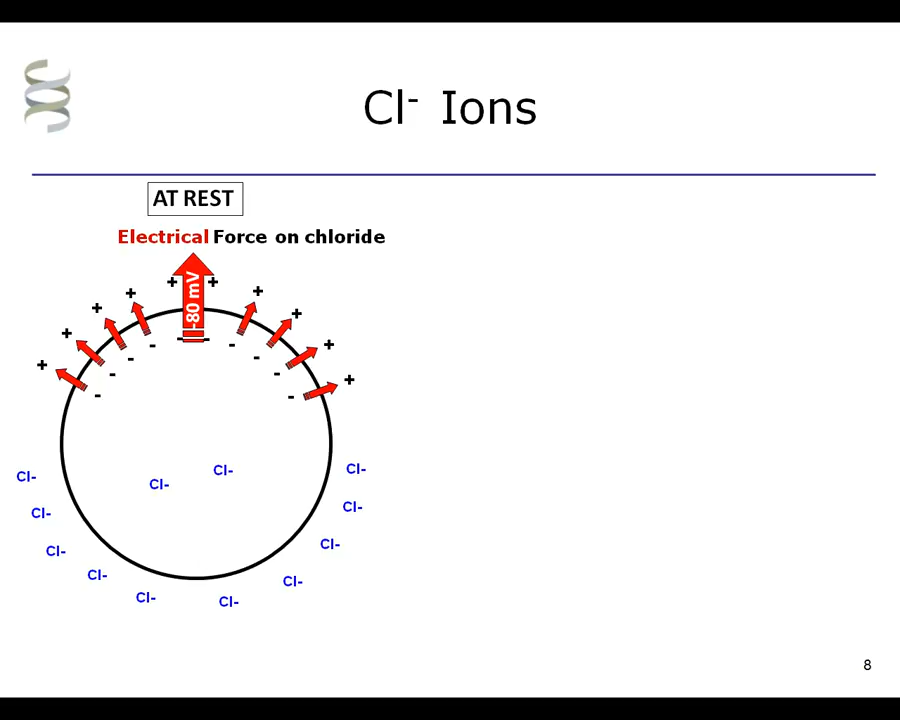 Cl- Ions
AT REST
Electrical Force on chloride
-80 mV
+ +
+ +
+ +
+ +
+ +
- -
- -
- -
- -
- -
Cl- Cl-
Cl- Cl-
Cl- Cl-
Cl- Cl-
Cl- Cl-
Cl- Cl-
8